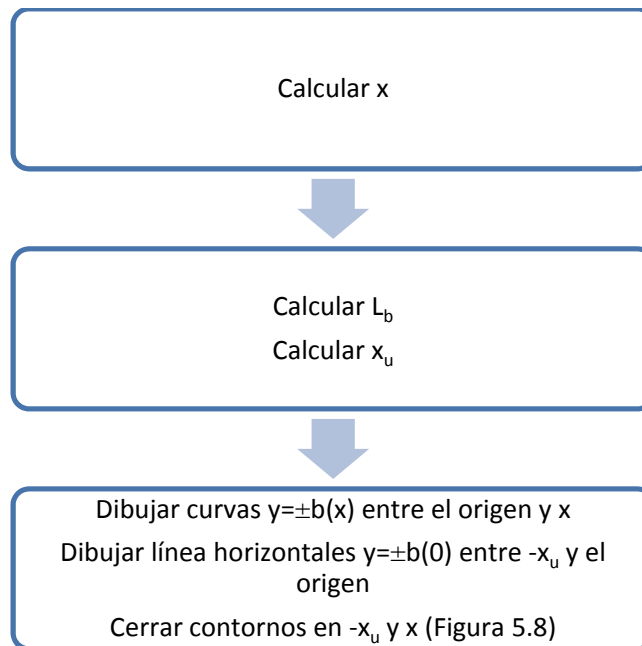 Calcular x
Calcular L_b
Calcular x_u
Dibujar curvas y=±b(x) entre el origen y x
Dibujar línea horizontales y=±b(0) entre -x_u y el
origen
Cerrar contornos en -x_u y x (Figura 5.8)